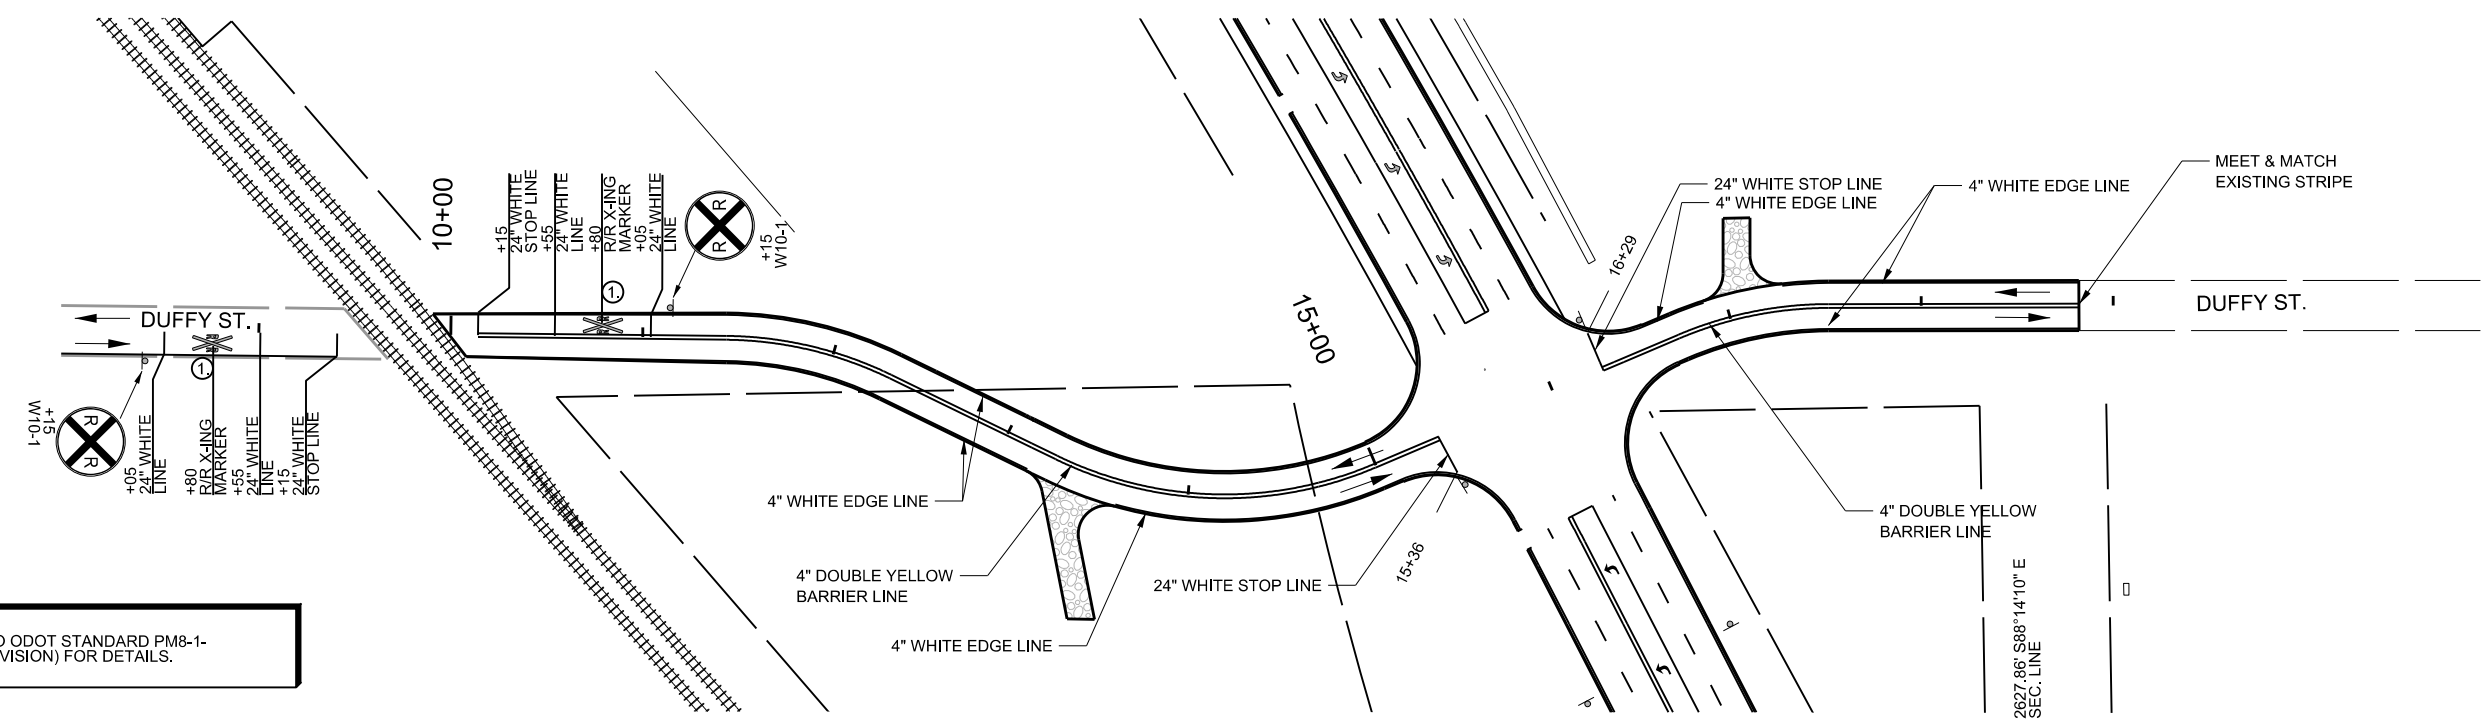 10+00
+15
24" WHITE
STOP LINE
+55
24" WHITE
LINE
+80
R/R X-ING
MARKER
+05
24" WHITE
LINE
R
R
+15
W10-1
1.
DUFFY ST.
1.
+15
W10-1
R
R
+05
24" WHITE
LINE
+80
R/R X-ING
MARKER
+55
24" WHITE
LINE
+15
24" WHITE
STOP LINE
15+00
24" WHITE STOP LINE
4" WHITE EDGE LINE
16+29
4" WHITE EDGE LINE
MEET & MATCH
EXISTING STRIPE
DUFFY ST.
4" WHITE EDGE LINE
4" DOUBLE YELLOW
BARRIER LINE
4" WHITE EDGE LINE
24" WHITE STOP LINE
15+36
4" DOUBLE YELLOW
BARRIER LINE
2627.86' S88°14'10" E
SEC. LINE
ODOT STANDARD PM8-1-
VISION) FOR DETAILS.